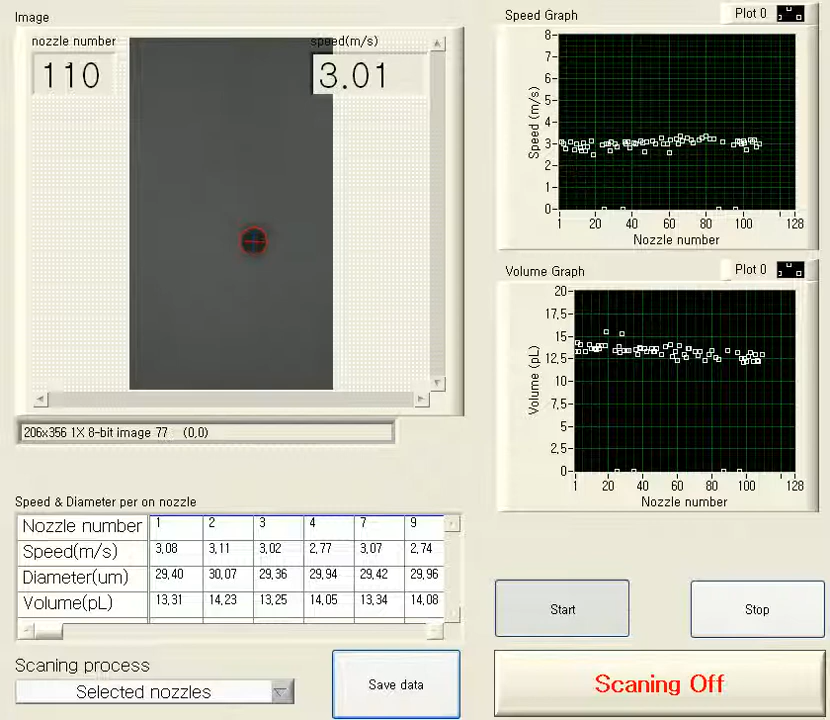 Image
nozzle number
110
speed(m/s)
3.01
206x356 1X 8-bit image 77 (0,0)
Speed & Diameter per on nozzle
Nozzle number 1 2 3 4 7 9
Speed(m/s) 3,08 3,11 3,02 2,77 3,07 2,74
Diameter(um) 29,40 30,07 29,36 29,94 29,42 29,96
Volume(pL) 13,31 14,23 13,25 14,05 13,34 14,08
Scaning process
Selected nozzles
Save data
Speed Graph
Plot 0
8
7
6
5
4
3
2
1
0
Speed (m/s)
1 20 40 60 80 100 128
Nozzle number
Volume Graph
Plot 0
20
17,5
15
12,5
10
7,5
5
2,5
0
Volume (pL)
1 20 40 60 80 100 128
Nozzle number
Start
Stop
Scaning Off